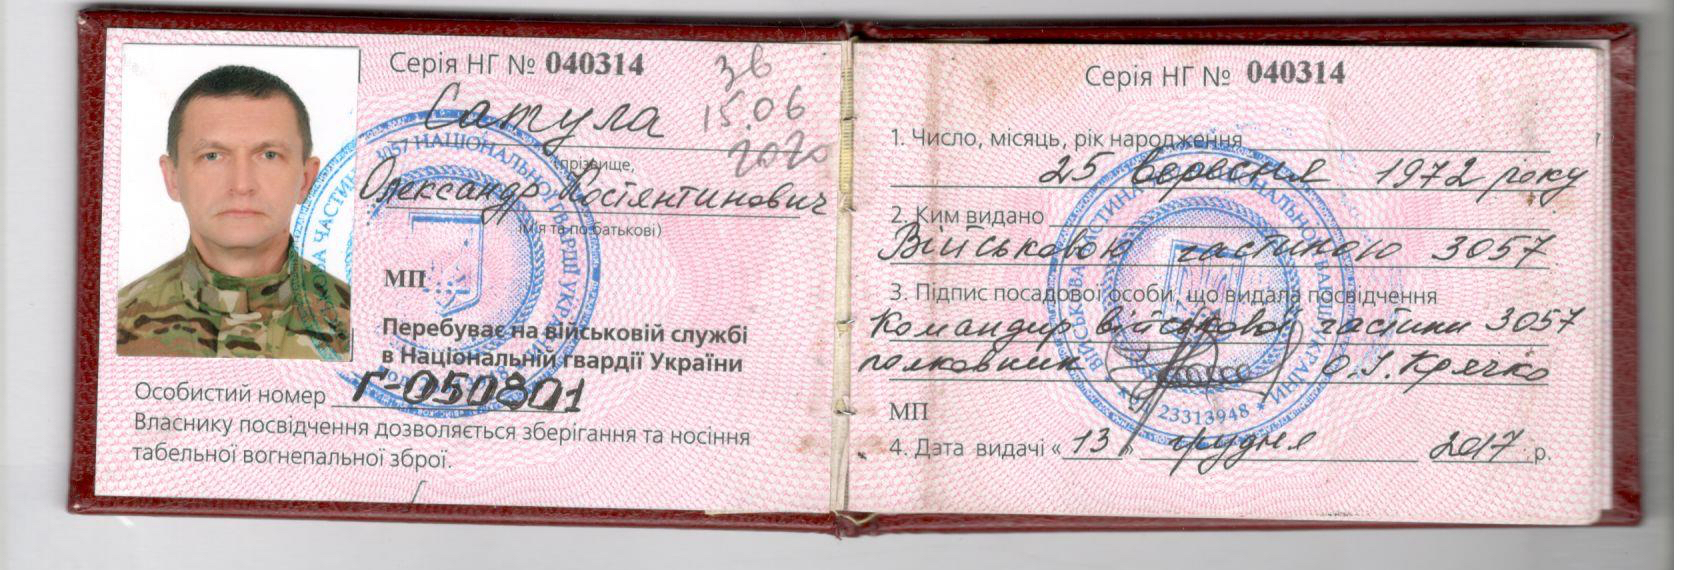 Серія НГ № 040314
зв
15.06
2020
Сатула
(прізвище,
Олександр Костянтинович
ім'я та по батькові)
МП
Перебуває на військовій службі
в Національній гвардії України
Особистий номер Г-050801
Власнику посвідчення дозволяється зберігання та носіння
табельної вогнепальної зброї.
Серія НГ № 040314
1. Число, місяць, рік народження
25 вересня 1972 року
2. Ким видано
Військовою частиною 3057
3. Підпис посадової особи, що видала посвідчення
Командир військової частини 3057
полковник О.І.Крячко
МП
23313948
4. Дата видачі «13» грудня 2017 р.